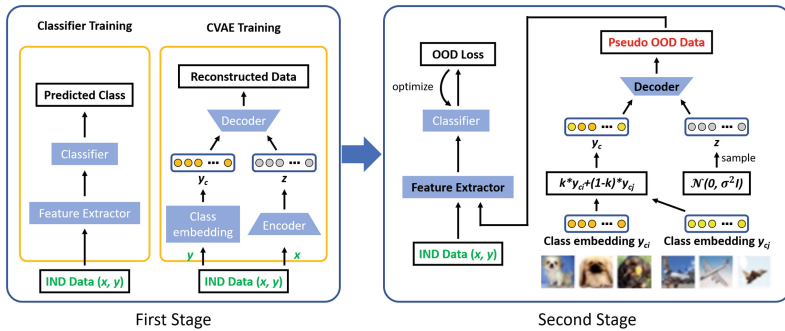 Classifier Training
CVAE Training
Predicted Class
Classifier
Feature Extractor
IND Data (x, y)
Reconstructed Data
Decoder
y_c
z
Class
embedding
Encoder
y
x
IND Data (x, y)
First Stage
OOD Loss
optimize
Classifier
Feature Extractor
IND Data (x, y)
Pseudo OOD Data
Decoder
y_c
z
sample
k*y_ci+(1-k)*y_cj
𝒩(0, σ²I)
Class embedding y_ci
Class embedding y_cj
Second Stage